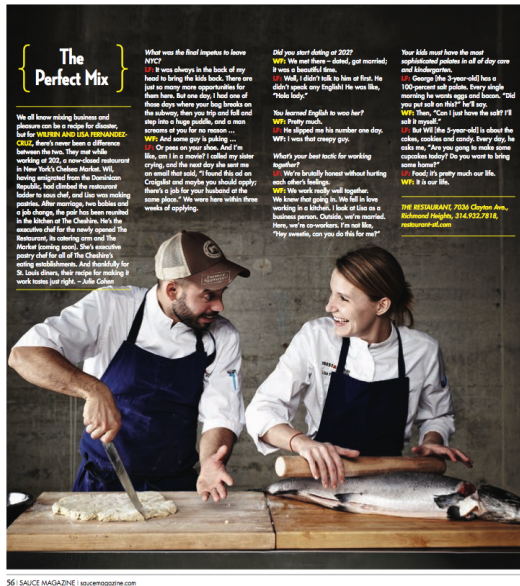 The
Perfect Mix
We all know mixing business and
pleasure can be a recipe for disaster,
but for WILFRIN AND LISA FERNANDEZ-
CRUZ, there's never been a difference
between the two. They met while
working at 202, a now-closed restaurant
in New York's Chelsea Market. Wil,
having emigrated from the Dominican
Republic, had climbed the restaurant
ladder to sous chef, and Lisa was making
pastries. After marriage, two babies and
a job change, the pair has been reunited
in the kitchen at The Cheshire. He's the
executive chef for the newly opened The
Restaurant, its catering arm and The
Market (coming soon). She's executive
pastry chef for all of The Cheshire's
eating establishments. And thankfully for
St. Louis diners, their recipe for making it
work tastes just right. – Julie Cohen
What was the final impetus to leave
NYC?
LF: It was always in the back of my
head to bring the kids back. There are
just so many more opportunities for
them here. But one day, I had one of
those days where your bag breaks on
the subway, then you trip and fall and
step into a huge puddle, and a man
screams at you for no reason ...
WF: And some guy is puking ...
LF: Or pees on your shoe. And I'm
like, am I in a movie? I called my sister
crying, and the next day she sent me
an email that said, "I found this ad on
Craigslist and maybe you should apply;
there's a job for your husband at the
same place." We were here within three
weeks of applying.
Did you start dating at 202?
WF: We met there – dated, got married;
it was a beautiful time.
LF: Well, I didn't talk to him at first. He
didn't speak any English! He was like,
"Hola lady."
You learned English to woo her?
WF: Pretty much.
LF: He slipped me his number one day.
WF: I was that creepy guy.
What's your best tactic for working
together?
LF: We're brutally honest without hurting
each other's feelings.
WF: We work really well together.
We knew that going in. We fell in love
working in a kitchen. I look at Lisa as a
business person. Outside, we're married.
Here, we're co-workers. I'm not like,
"Hey sweetie, can you do this for me?"
Your kids must have the most
sophisticated palates in all of day care
and kindergarten.
LF: George [the 3-year-old] has a
100-percent salt palate. Every single
morning he wants eggs and bacon. "Did
you put salt on this?" he'll say.
WF: Then, "Can I just have the salt? I'll
salt it myself."
LF: But Wil [the 5-year-old] is about the
cakes, cookies and candy. Every day, he
asks me, "Are you going to make some
cupcakes today? Do you want to bring
some home?"
LF: Food; it's pretty much our life.
WF: It is our life.
THE RESTAURANT, 7036 Clayton Ave.,
Richmond Heights, 314.932.7818,
restaurant-stl.com
56 | SAUCE MAGAZINE | saucemagazine.com